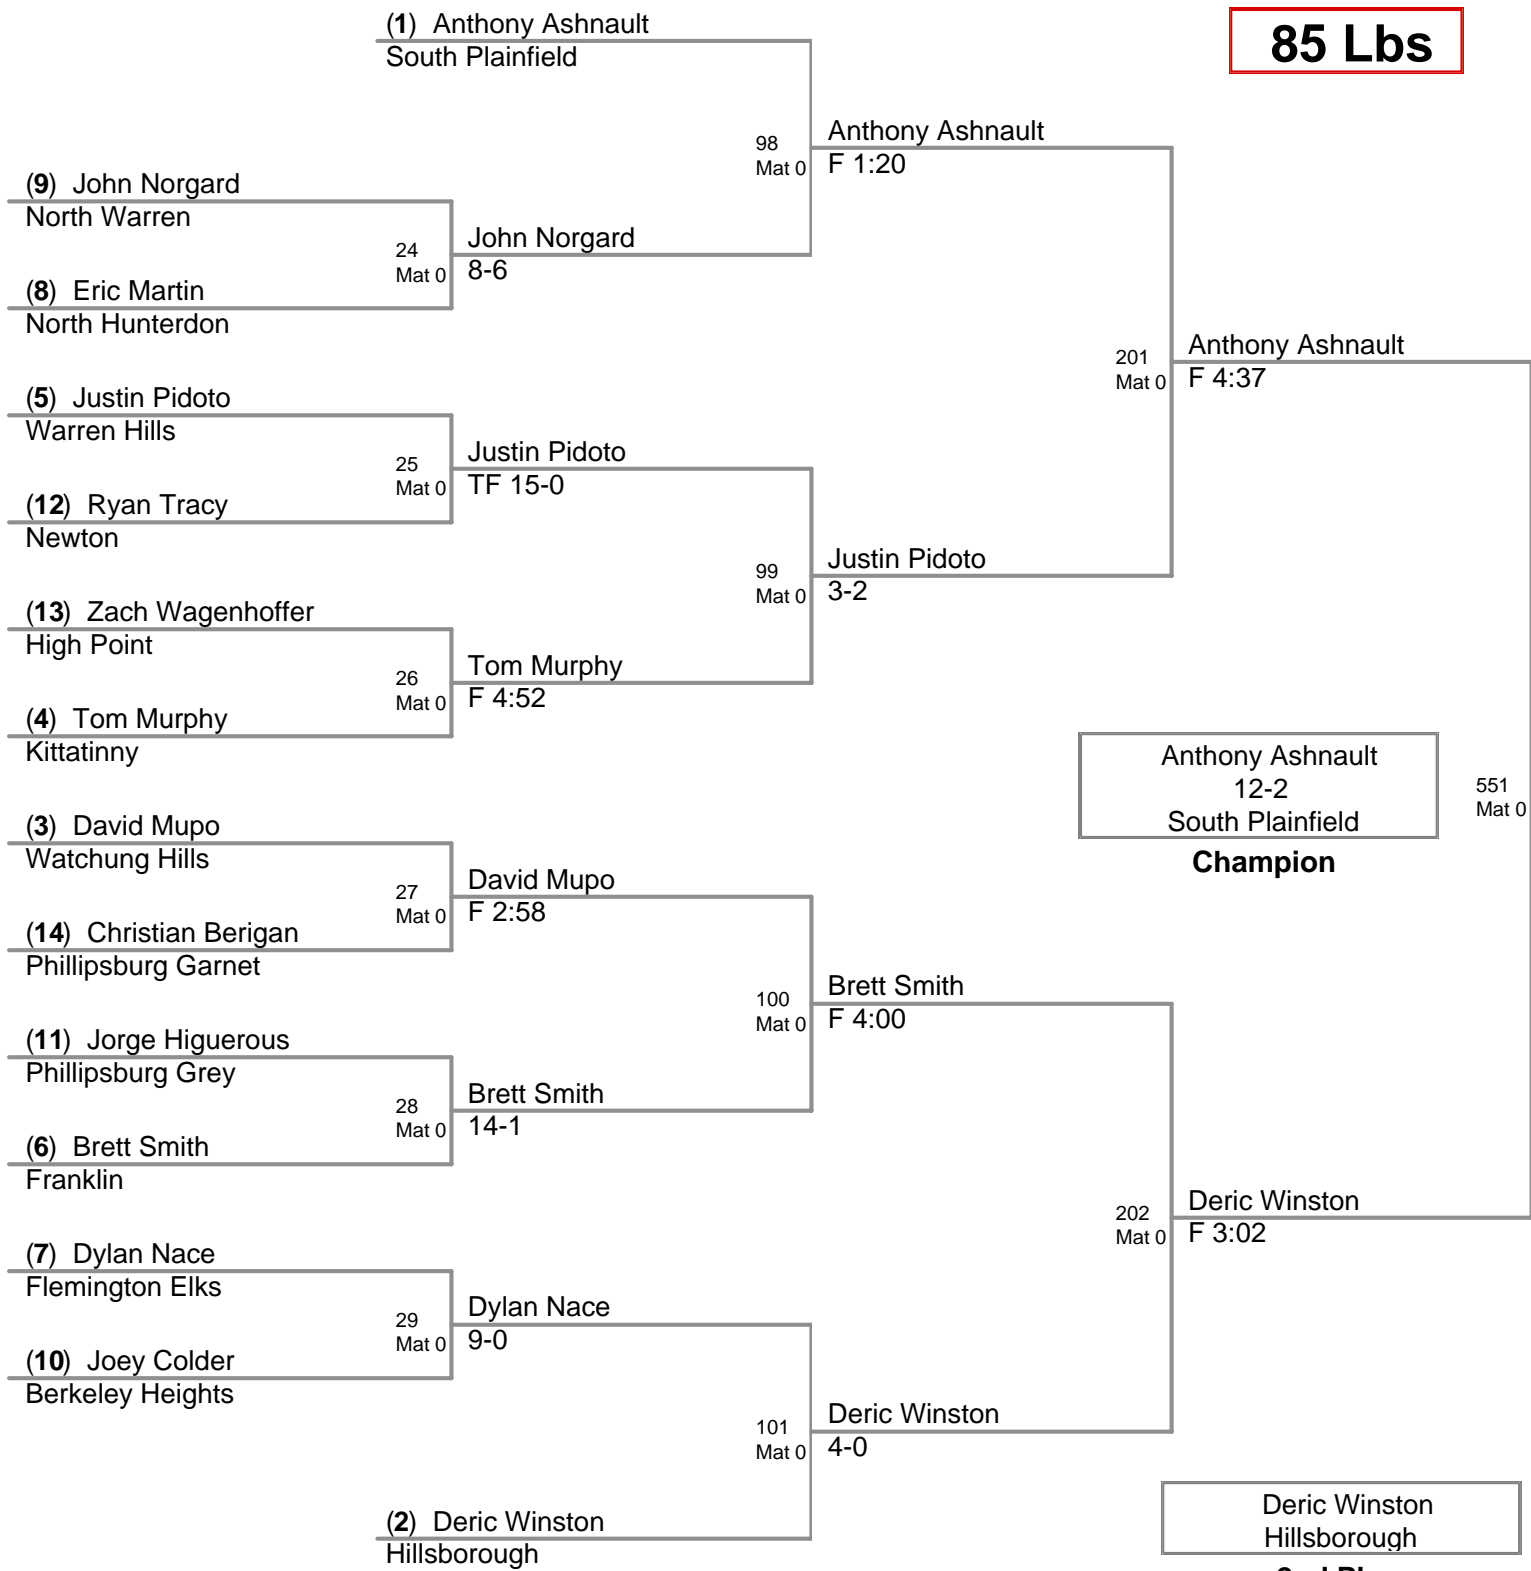 (1) Anthony Ashnault
South Plainfield
85 Lbs
98
Mat 0
Anthony Ashnault
F 1:20
(9) John Norgard
North Warren
24
Mat 0
John Norgard
8-6
(8) Eric Martin
North Hunterdon
201
Mat 0
Anthony Ashnault
F 4:37
(5) Justin Pidoto
Warren Hills
25
Mat 0
Justin Pidoto
TF 15-0
(12) Ryan Tracy
Newton
99
Mat 0
Justin Pidoto
3-2
(13) Zach Wagenhoffer
High Point
26
Mat 0
Tom Murphy
F 4:52
(4) Tom Murphy
Kittatinny
Anthony Ashnault
12-2
South Plainfield
Champion
551
Mat 0
(3) David Mupo
Watchung Hills
27
Mat 0
David Mupo
F 2:58
(14) Christian Berigan
Phillipsburg Garnet
100
Mat 0
Brett Smith
F 4:00
(11) Jorge Higuerous
Phillipsburg Grey
28
Mat 0
Brett Smith
14-1
(6) Brett Smith
Franklin
202
Mat 0
Deric Winston
F 3:02
(7) Dylan Nace
Flemington Elks
29
Mat 0
Dylan Nace
9-0
(10) Joey Colder
Berkeley Heights
101
Mat 0
Deric Winston
4-0
(2) Deric Winston
Hillsborough
Deric Winston
Hillsborough